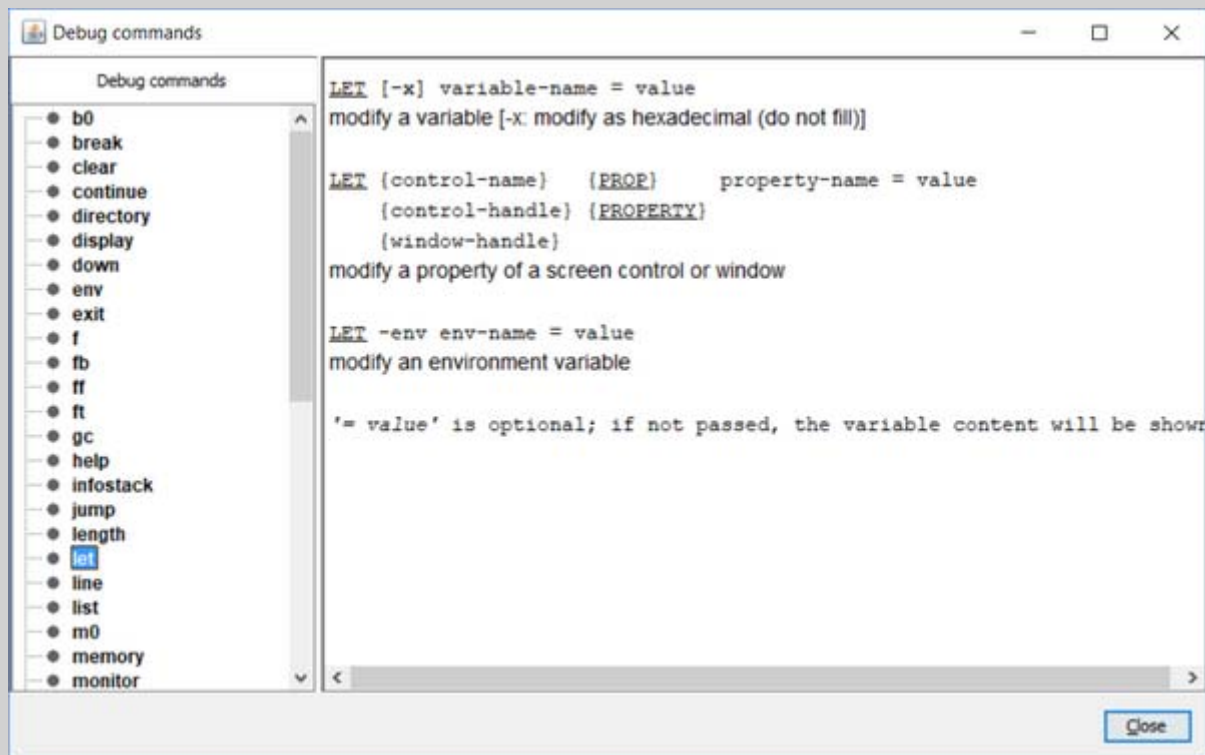 Debug commands
Debug commands
b0
break
clear
continue
directory
display
down
env
exit
f
fb
ff
ft
gc
help
infostack
jump
length
let
line
list
m0
memory
monitor
LET [-x] variable-name = value
modify a variable [-x: modify as hexadecimal (do not fill)]
LET {control-name} {PROP} property-name = value
{control-handle} {PROPERTY}
{window-handle}
modify a property of a screen control or window
LET -env env-name = value
modify an environment variable
'= value' is optional; if not passed, the variable content will be shown
Close